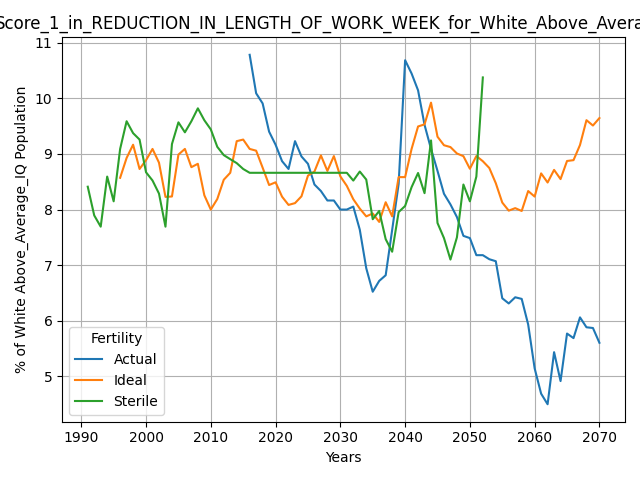 Score_1_in_REDUCTION_IN_LENGTH_OF_WORK_WEEK_for_White_Above_Avera
11
10
9
8
7
6
5
% of White Above_Average_IQ Population
Fertility
Actual
Ideal
Sterile
1990 2000 2010 2020 2030 2040 2050 2060 2070
Years